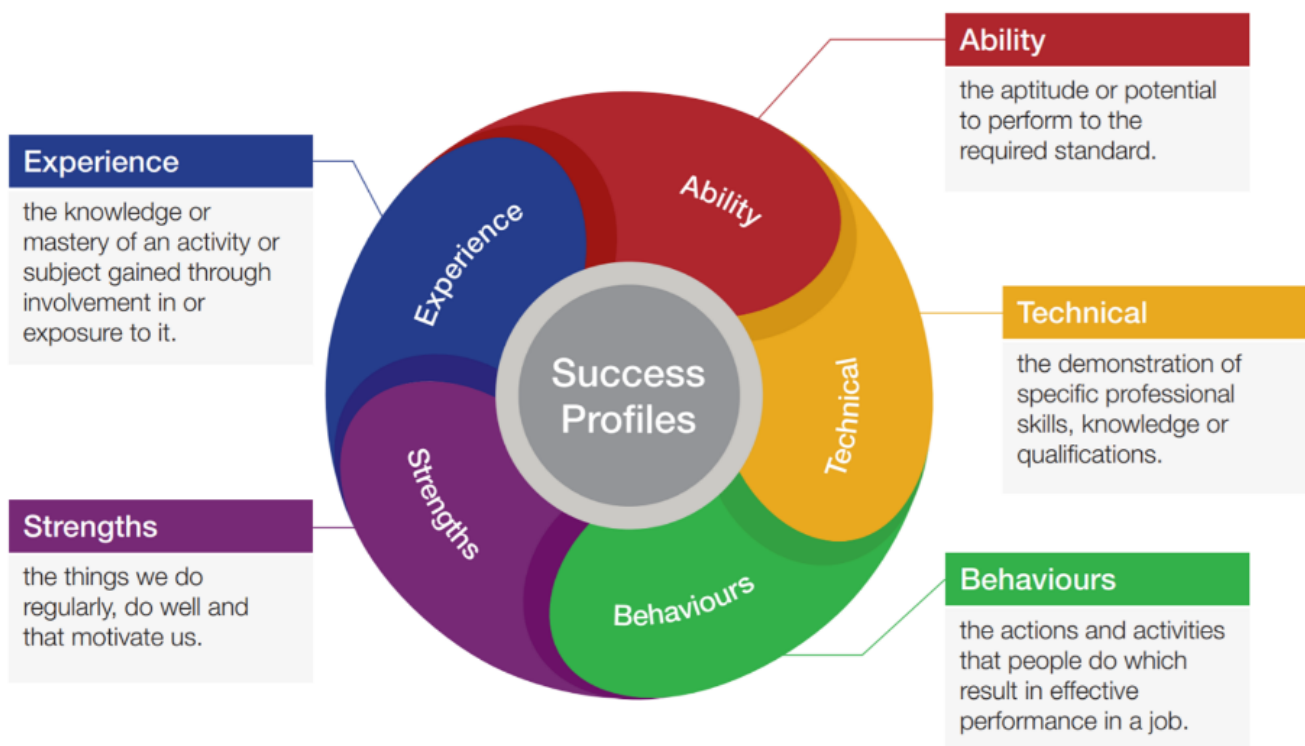 Ability
the aptitude or potential
to perform to the
required standard.
Experience
the knowledge or
mastery of an activity or
subject gained through
involvement in or
exposure to it.
Ability
Experience
Technical
the demonstration of
specific professional
skills, knowledge or
qualifications.
Success
Profiles
Technical
Strengths
Strengths
the things we do
regularly, do well and
that motivate us.
Behaviours
Behaviours
the actions and activities
that people do which
result in effective
performance in a job.